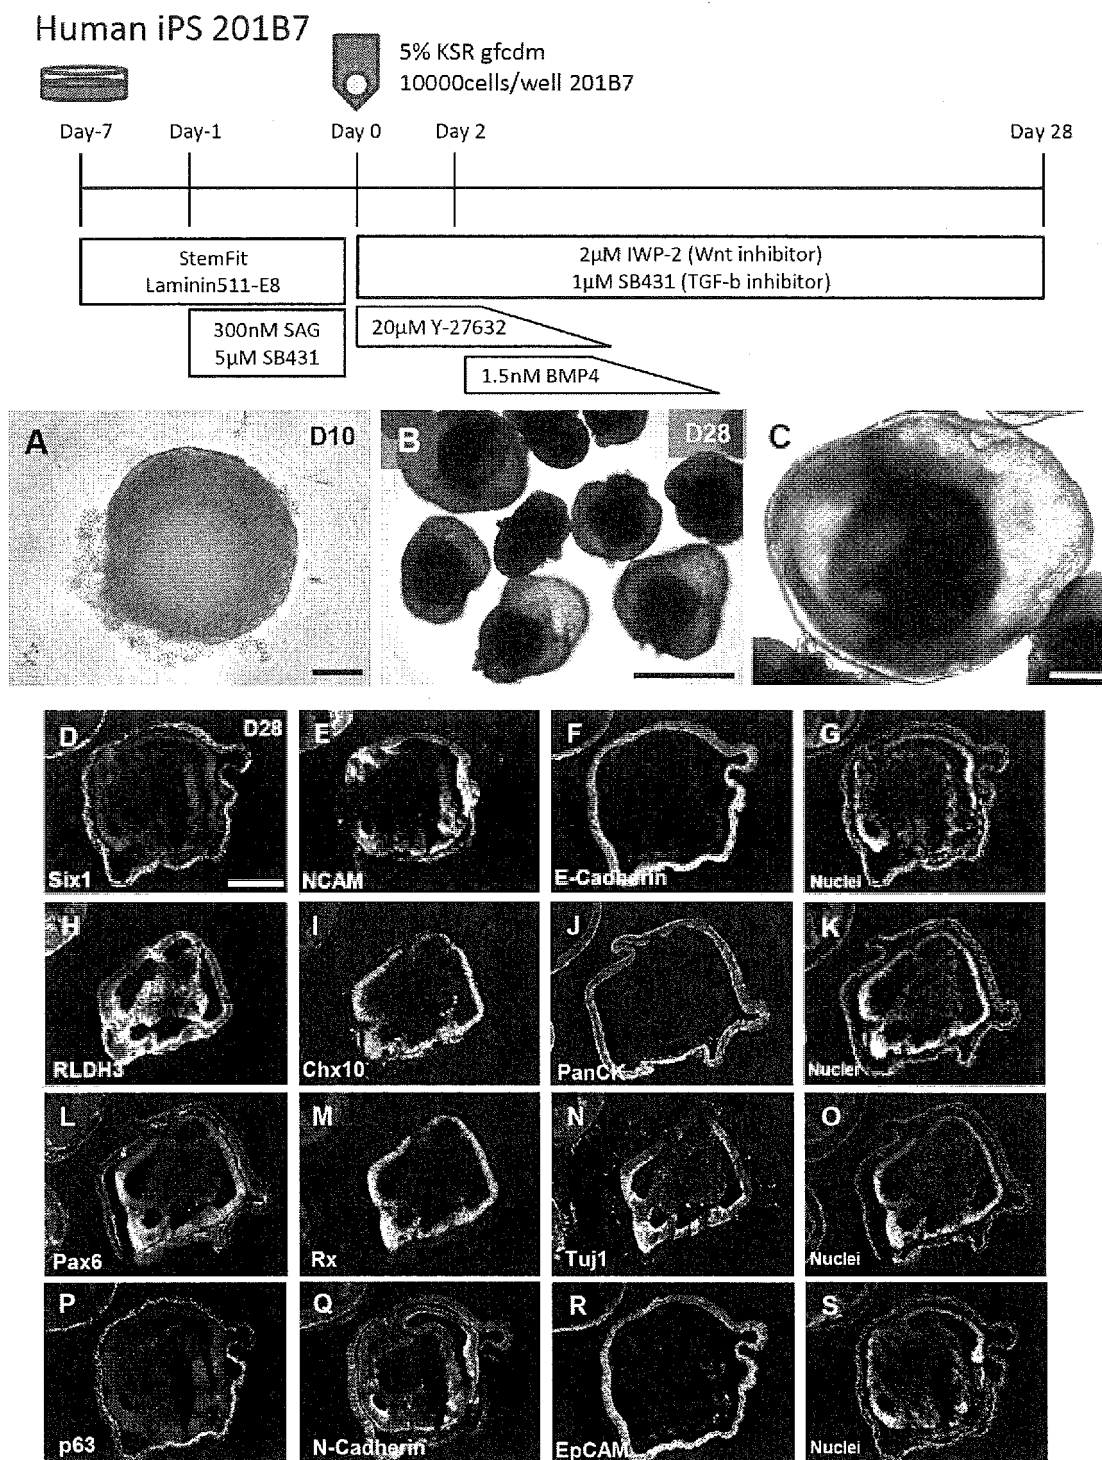 Human iPS 201B7
5% KSR gfcdm
10000cells/well 201B7
Day-7 Day-1 Day 0 Day 2 Day 28
StemFit
Laminin511-E8
2μM IWP-2 (Wnt inhibitor)
1μM SB431 (TGF-b inhibitor)
300nM SAG
5μM SB431
20μM Y-27632
1.5nM BMP4
A D10 B D28 C
D D28 E F G
Six1 NCAM E-Cadherin Nuclei
H I J K
RLDH3 Chx10 PanCK Nuclei
L M N O
Pax6 Rx Tuj1 Nuclei
P Q R S
p63 N-Cadherin EpCAM Nuclei